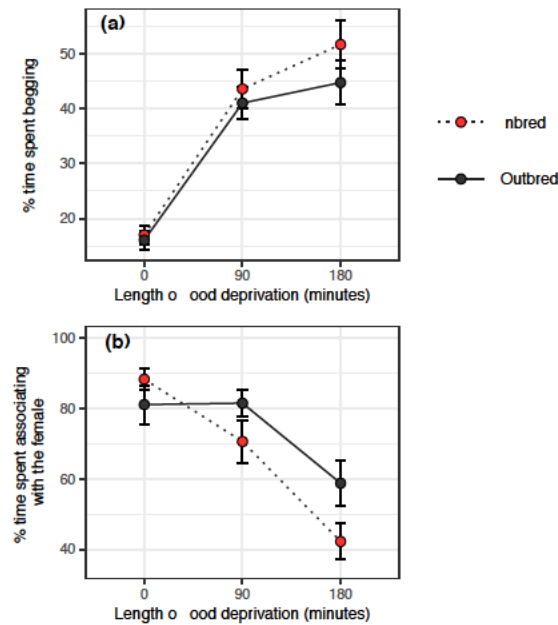 (a)
% time spent begging
50
40
30
20
0 90 180
Length o ood deprivation (minutes)
nbred
Outbred
(b)
% time spent associating
with the female
100
80
60
40
0 90 180
Length o ood deprivation (minutes)